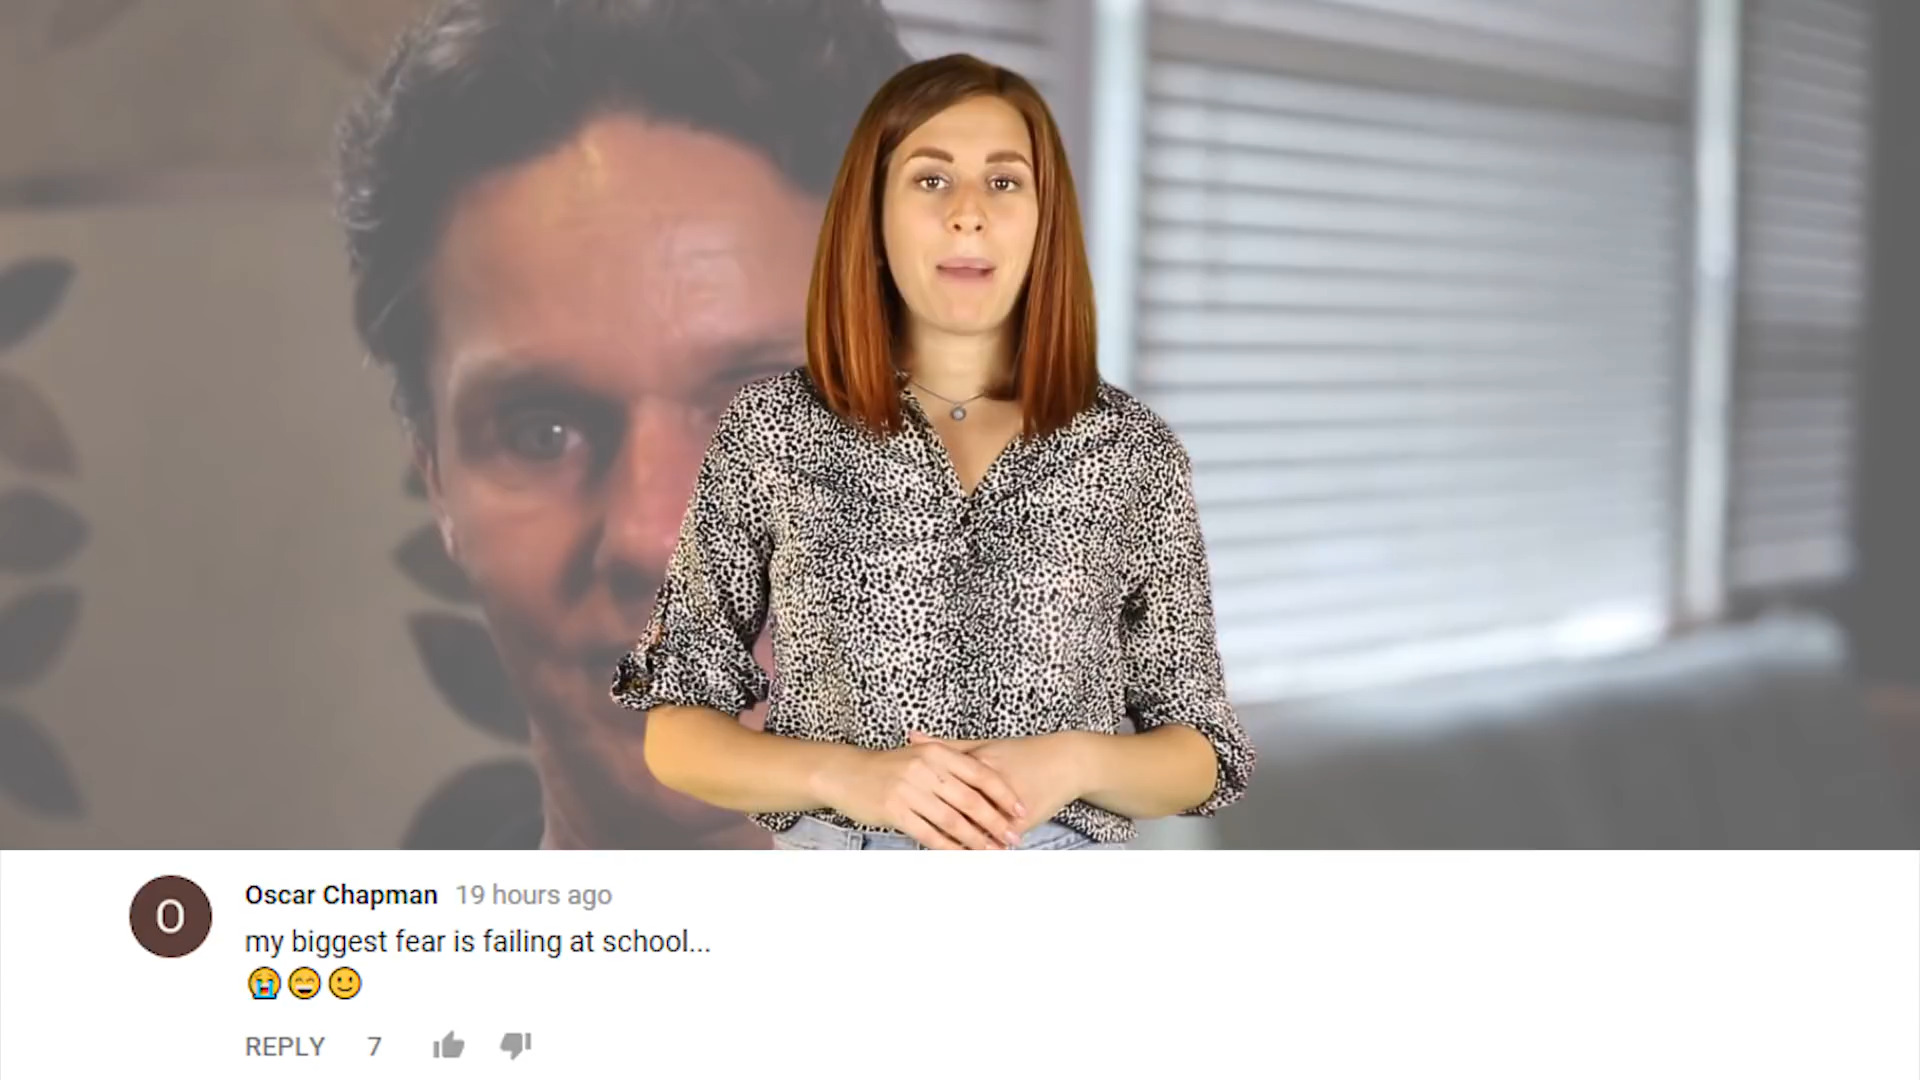 O
Oscar Chapman 19 hours ago
my biggest fear is failing at school...
😭😄🙂
REPLY 7